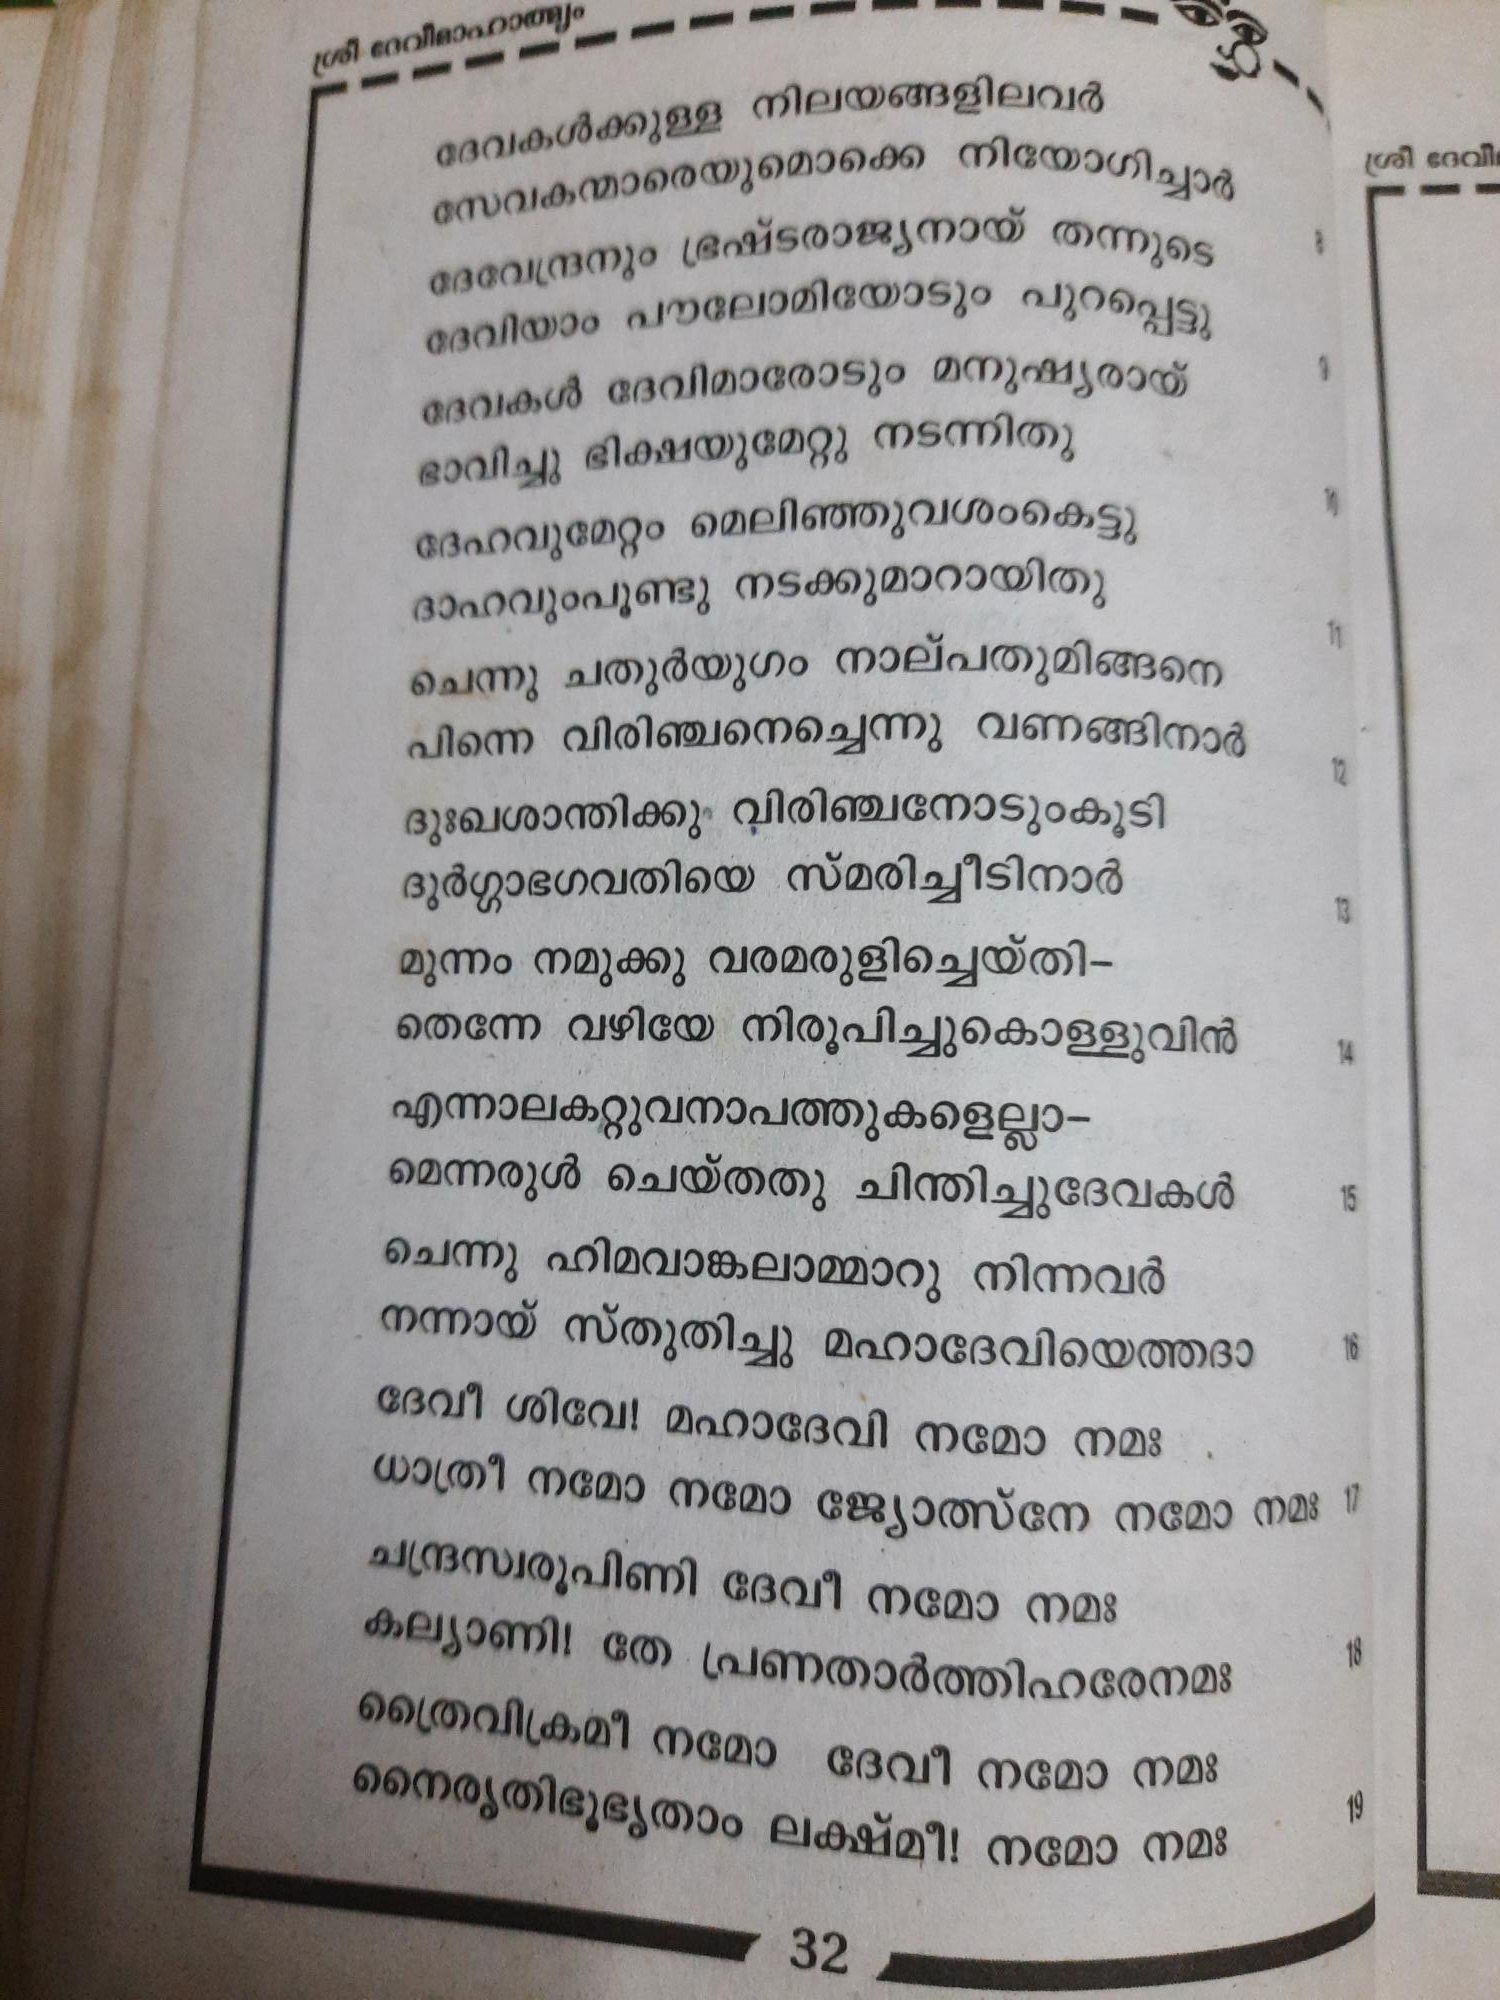 ശ്രീ ദേവീമാഹാത്മ്യം
ദേവകൾക്കുള്ള നിലയങ്ങളിലവർ
സേവകന്മാരെയുമൊക്കെ നിയോഗിച്ചാർ
8
ദേവേന്ദ്രനും ഭ്രഷ്ടരാജ്യനായ് തന്നുടെ
ദേവിയാം പൗലോമിയോടും പുറപ്പെട്ടു
9
ദേവകൾ ദേവിമാരോടും മനുഷ്യരായ്
ഭാവിച്ചു ഭിക്ഷയുമേറ്റു നടന്നിതു
10
ദേഹവുമേറ്റം മെലിഞ്ഞുവശംകെട്ടു
ദാഹവുംപൂണ്ടു നടക്കുമാറായിതു
11
ചെന്നു ചതുർയുഗം നാല്പതുമിങ്ങനെ
പിന്നെ വിരിഞ്ചനെച്ചെന്നു വണങ്ങിനാർ
12
ദുഃഖശാന്തിക്കു വിരിഞ്ചനോടുംകൂടി
ദുർഗ്ഗാഭഗവതിയെ സ്മരിച്ചീടിനാർ
13
മുന്നം നമുക്കു വരമരുളിച്ചെയ്തി-
തെന്നേ വഴിയേ നിരൂപിച്ചുകൊള്ളുവിൻ
14
എന്നാലകറ്റുവനാപത്തുകളെല്ലാ-
മെന്നരുൾ ചെയ്തതു ചിന്തിച്ചുദേവകൾ
15
ചെന്നു ഹിമവാങ്കലാമ്മാറു നിന്നവർ
നന്നായ് സ്തുതിച്ചു മഹാദേവിയെത്തദാ
16
ദേവീ ശിവേ! മഹാദേവി നമോ നമഃ
ധാത്രീ നമോ നമോ ജ്യോത്സ്നേ നമോ നമഃ 17
ചന്ദ്രസ്വരൂപിണി ദേവീ നമോ നമഃ
കല്യാണി! തേ പ്രണതാർത്തിഹരേനമഃ
18
ത്രൈവിക്രമീ നമോ ദേവീ നമോ നമഃ
നൈരൃതിഭൂഭൃതാം ലക്ഷ്മീ! നമോ നമഃ
19
32
ശ്രീ